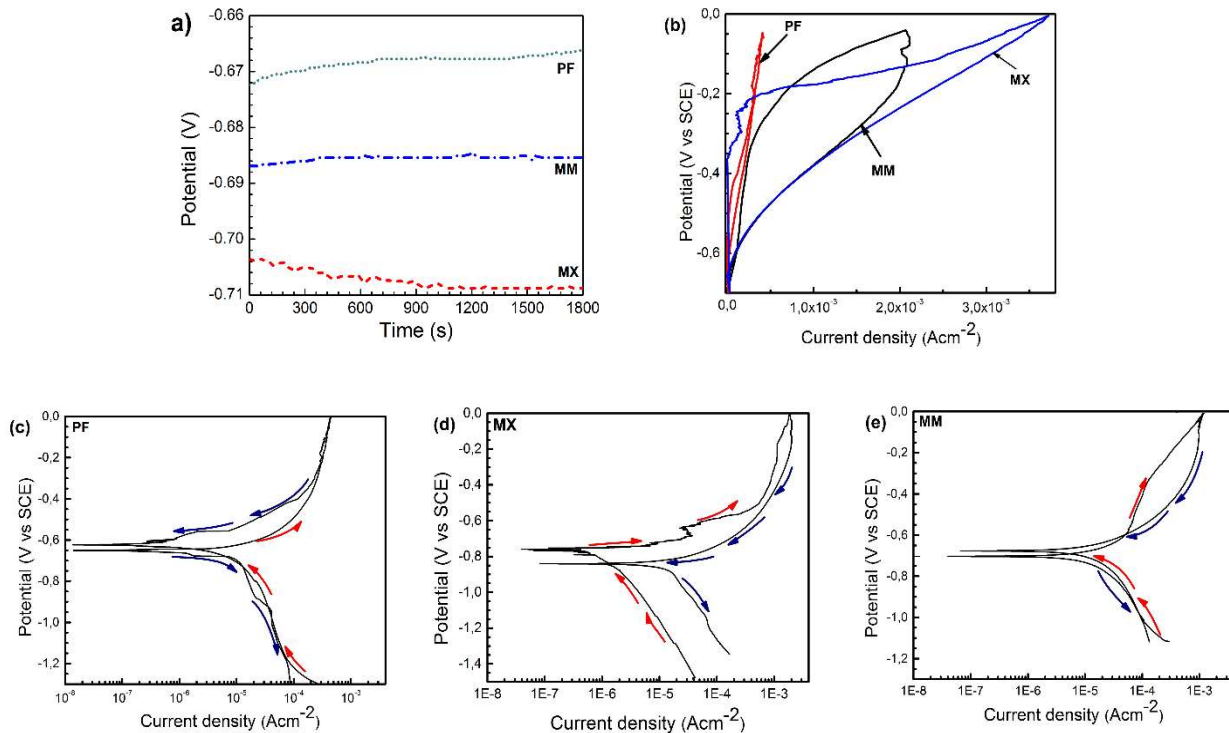 a)
-0.66
-0.67
-0.68
-0.69
-0.70
-0.71
Potential (V)
PF
MM
MX
0 300 600 900 1200 1500 1800
Time (s)
(b)
0,0
-0,2
-0,4
-0,6
Potential (V vs SCE)
PF
MX
MM
0,0 1,0x10-3 2,0x10-3 3,0x10-3
Current density (Acm-2)
(c)
PF
0,0
-0,2
-0,4
-0,6
-0,8
-1,0
-1,2
Potential (V vs SCE)
10-8 10-7 10-6 10-5 10-4 10-3
Current density (Acm-2)
(d)
MX
0,0
-0,2
-0,4
-0,6
-0,8
-1,0
-1,2
-1,4
Potential (V vs SCE)
1E-8 1E-7 1E-6 1E-5 1E-4 1E-3
Current density (Acm-2)
(e)
MM
0,0
-0,2
-0,4
-0,6
-0,8
-1,0
-1,2
Potential (V vs SCE)
1E-8 1E-7 1E-6 1E-5 1E-4 1E-3
Current density (Acm-2)